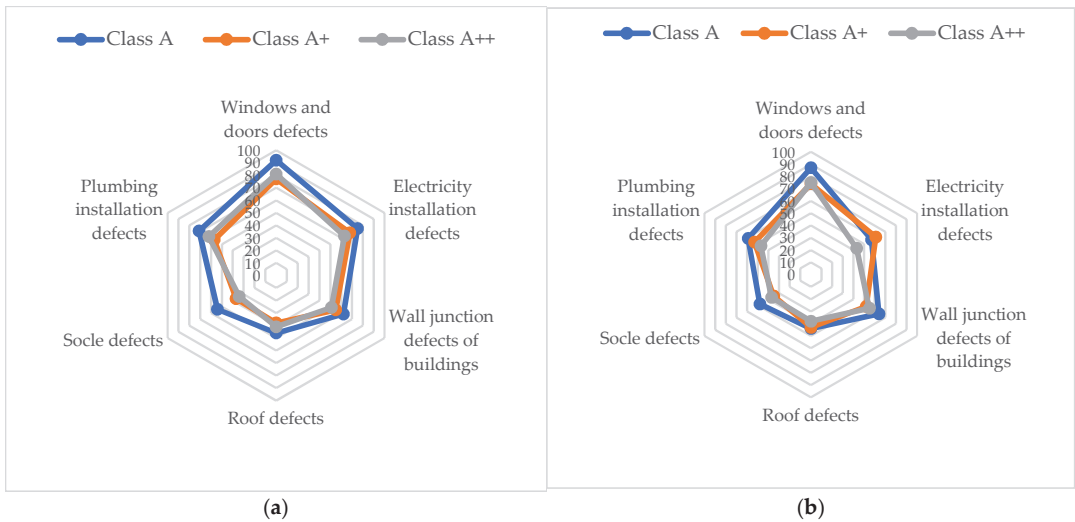 Class A
Class A+
Class A++
Windows and
doors defects
100
90
80
70
60
50
40
30
20
10
0
Plumbing
installation
defects
Electricity
installation
defects
Socle defects
Wall junction
defects of
buildings
Roof defects
(a)
Class A
Class A+
Class A++
Windows and
doors defects
100
90
80
70
60
50
40
30
20
10
0
Plumbing
installation
defects
Electricity
installation
defects
Socle defects
Wall junction
defects of
buildings
Roof defects
(b)